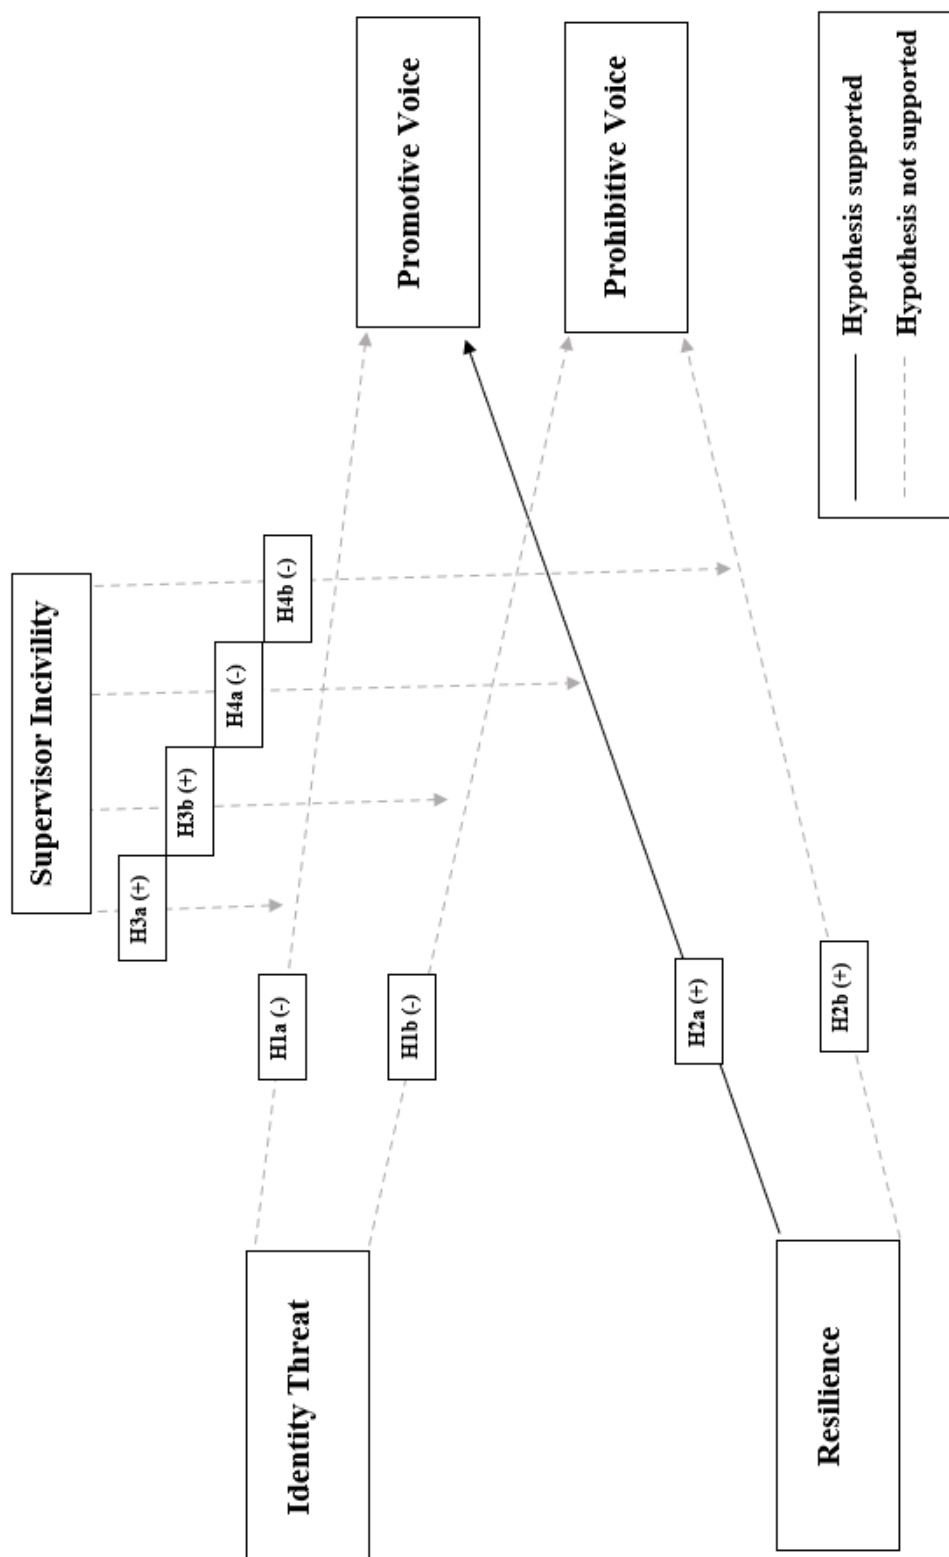 Supervisor Incivility
H3a (+)
H3b (+)
H4a (-)
H4b (-)
Identity Threat
H1a (-)
H1b (-)
Promotive Voice
Prohibitive Voice
Resilience
H2a (+)
H2b (+)
Hypothesis supported
Hypothesis not supported